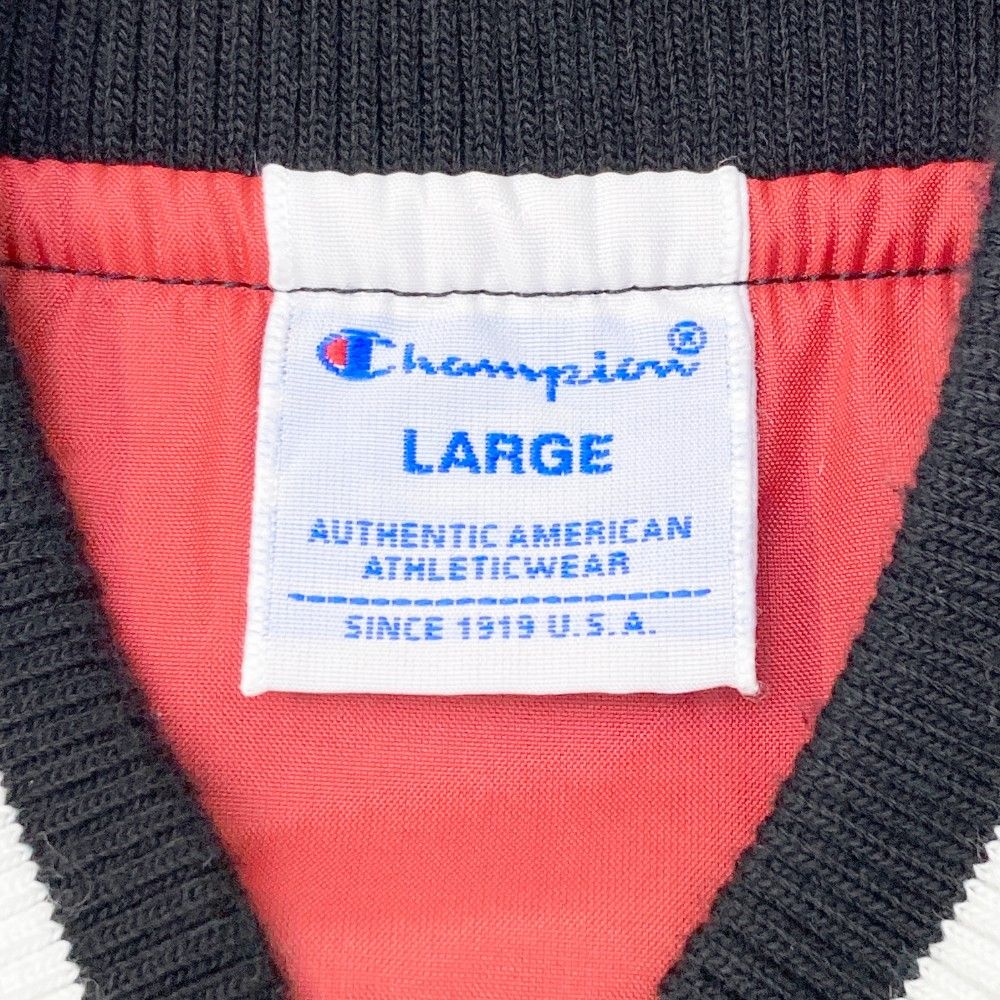 Champion®
LARGE
AUTHENTIC AMERICAN
ATHLETICWEAR
SINCE 1919 U.S.A.